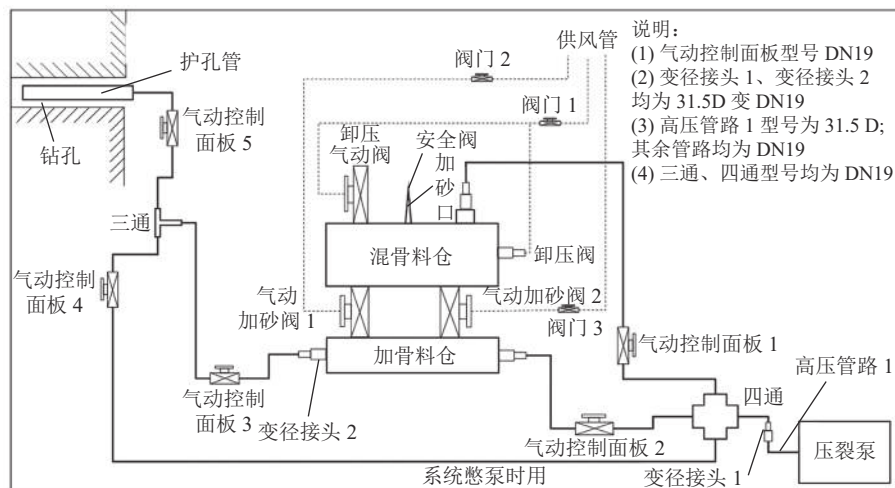 说明:
(1) 气动控制面板型号 DN19
(2) 变径接头 1、变径接头 2
均为 31.5D 变 DN19
(3) 高压管路 1 型号为 31.5 D;
其余管路均为 DN19
(4) 三通、四通型号均为 DN19
供风管
阀门 2
阀门 1
护孔管
钻孔
气动控制
面板 5
卸压
气动阀
安全阀
加砂口
三通
混骨料仓
卸压阀
气动控制
面板 4
气动
加砂阀 1
气动加砂阀 2
阀门 3
加骨料仓
气动控制面板 1
高压管路 1
四通
气动控制
面板 3
变径接头 2
气动控制面板 2
变径接头 1
压裂泵
系统憋泵时用